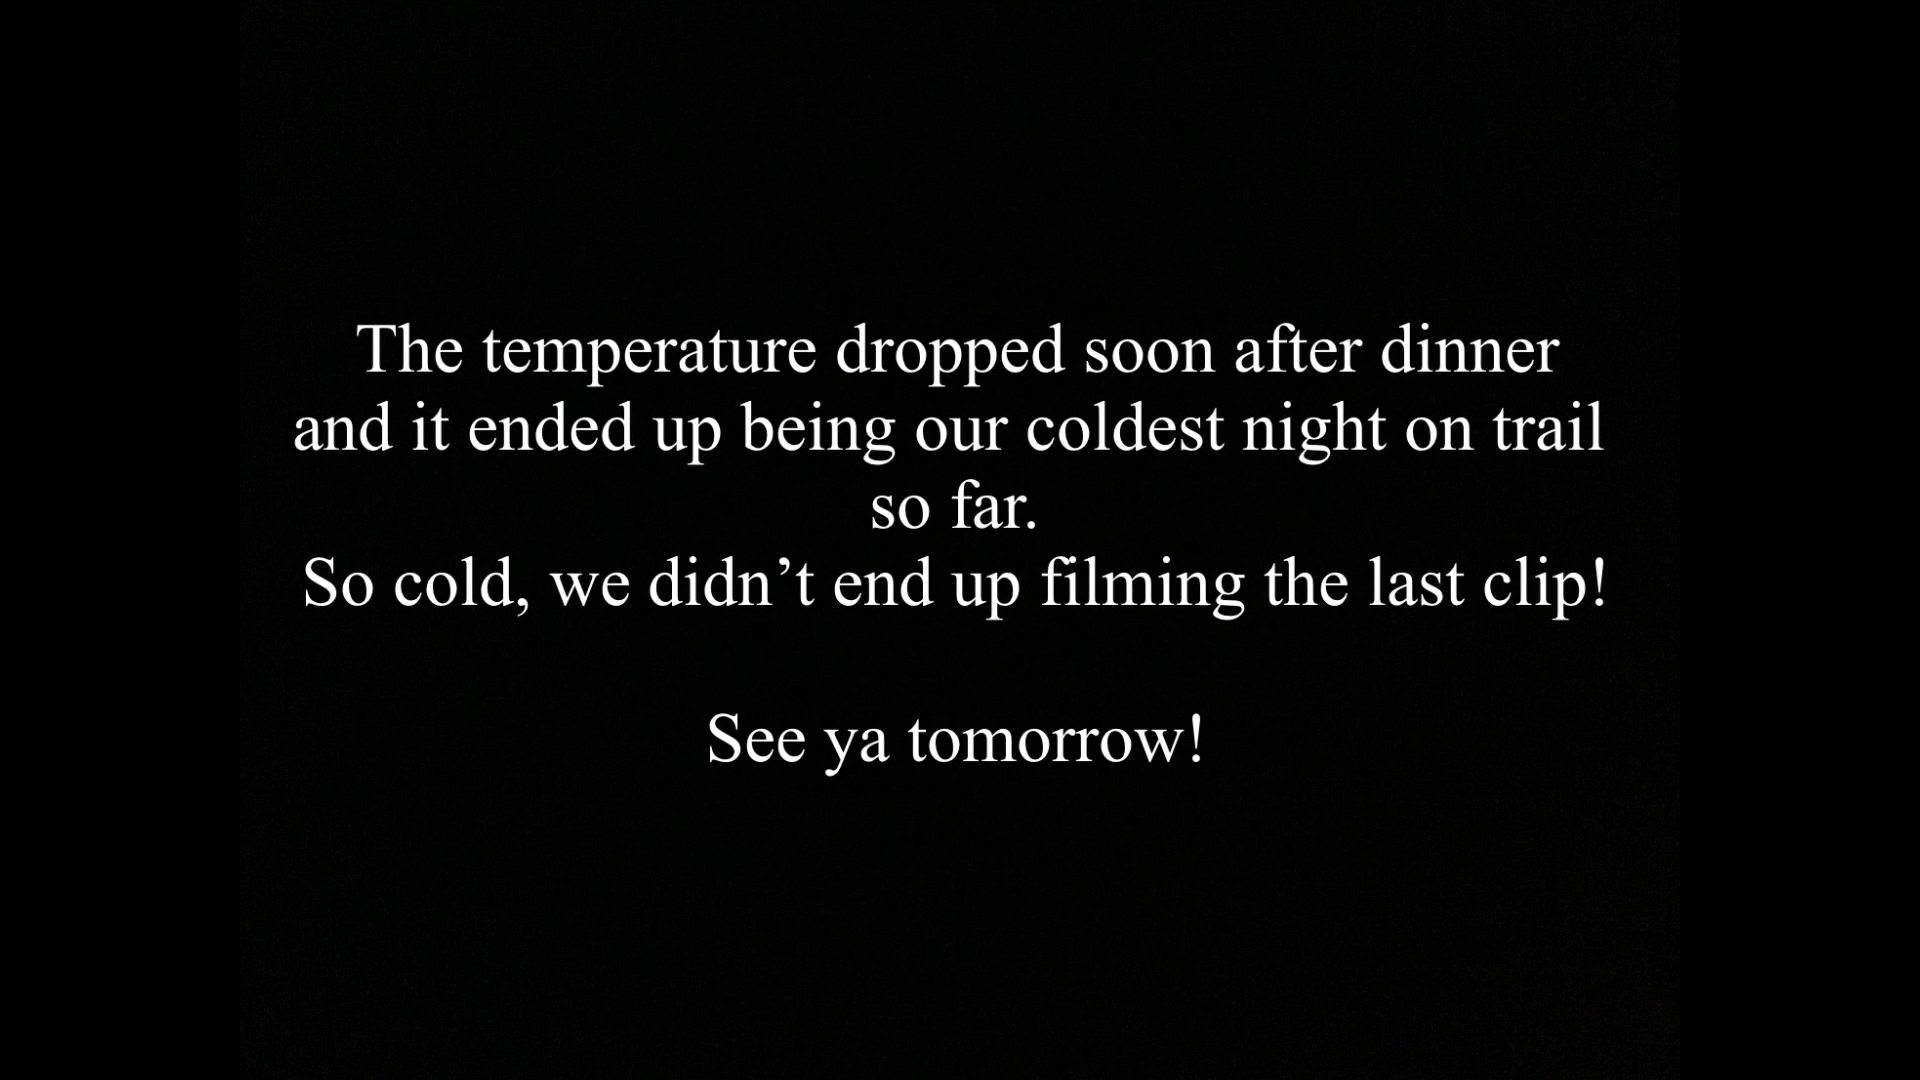 The temperature dropped soon after dinner
and it ended up being our coldest night on trail
so far.
So cold, we didn’t end up filming the last clip!
See ya tomorrow!